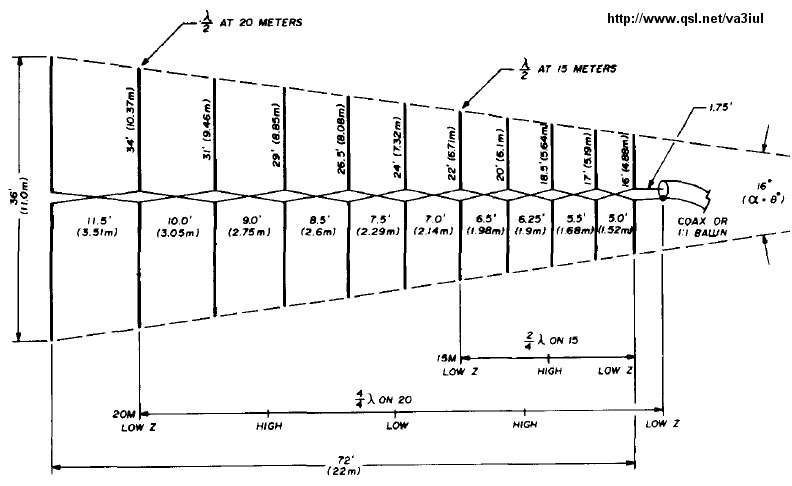 http://www.qsl.net/va3iul
λ/2 AT 20 METERS
λ/2 AT 15 METERS
36'
(11.0m)
34' (10.37m)
31' (9.46m)
29' (8.85m)
26.5' (8.08m)
24' (7.32m)
22' (6.71m)
20' (6.1m)
18.5' (5.64m)
17' (5.19m)
16' (4.88m)
1.75'
16°
(α = 8°)
COAX OR
1:1 BALUN
11.5'
(3.51m)
10.0'
(3.05m)
9.0'
(2.75m)
8.5'
(2.6m)
7.5'
(2.29m)
7.0'
(2.14m)
6.5'
(1.98m)
6.25'
(1.9m)
5.5'
(1.68m)
5.0'
(1.52m)
2/4 λ ON 15
15M
LOW Z
HIGH
LOW Z
4/4 λ ON 20
20M
LOW Z
HIGH
LOW
HIGH
LOW Z
72'
(22m)